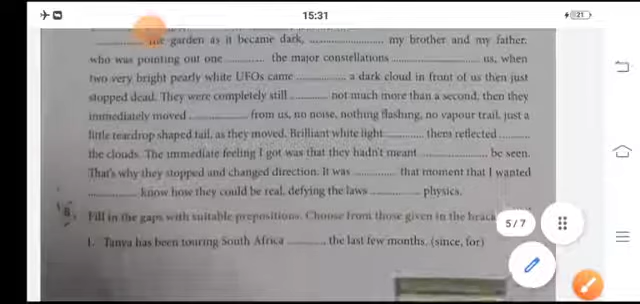 15:31
21
............... the garden as it became dark, ..................... my brother and my father,
who was pointing out one ........... the major constellations ................. us, when
two very bright pearly white UFOs came .............. a dark cloud in front of us then just
stopped dead. They were completely still .......... not much more than a second, then they
immediately moved ................ from us, no noise, nothing flashing, no vapour trail, just a
little teardrop shaped tail, as they moved. Brilliant white light .......... them reflected .........
the clouds. The immediate feeling I got was that they hadn't meant ................. be seen.
That's why they stopped and changed direction. It was ........... that moment that I wanted
............. know how they could be real, defying the laws ............. physics.
8. Fill in the gaps with suitable prepositions. Choose from those given in the
5 / 7
1. Tanya has been touring South Africa .......... the last few months. (since, for)